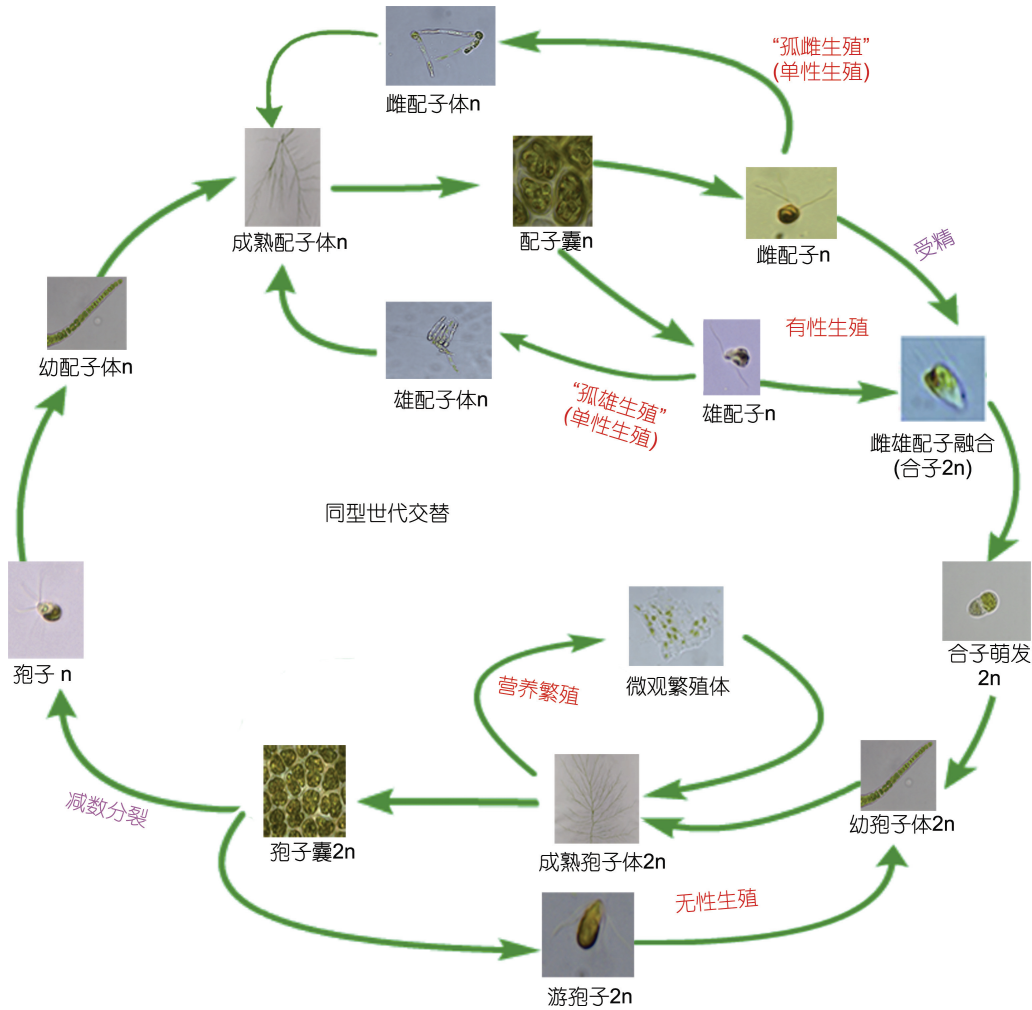 “孤雌生殖”
(单性生殖)
雌配子体n
成熟配子体n
配子囊n
雌配子n
受精
幼配子体n
雄配子体n
有性生殖
“孤雄生殖”
(单性生殖)
雄配子n
雌雄配子融合
(合子2n)
同型世代交替
孢子 n
合子萌发
2n
营养繁殖
微观繁殖体
减数分裂
孢子囊2n
成熟孢子体2n
幼孢子体2n
无性生殖
游孢子2n